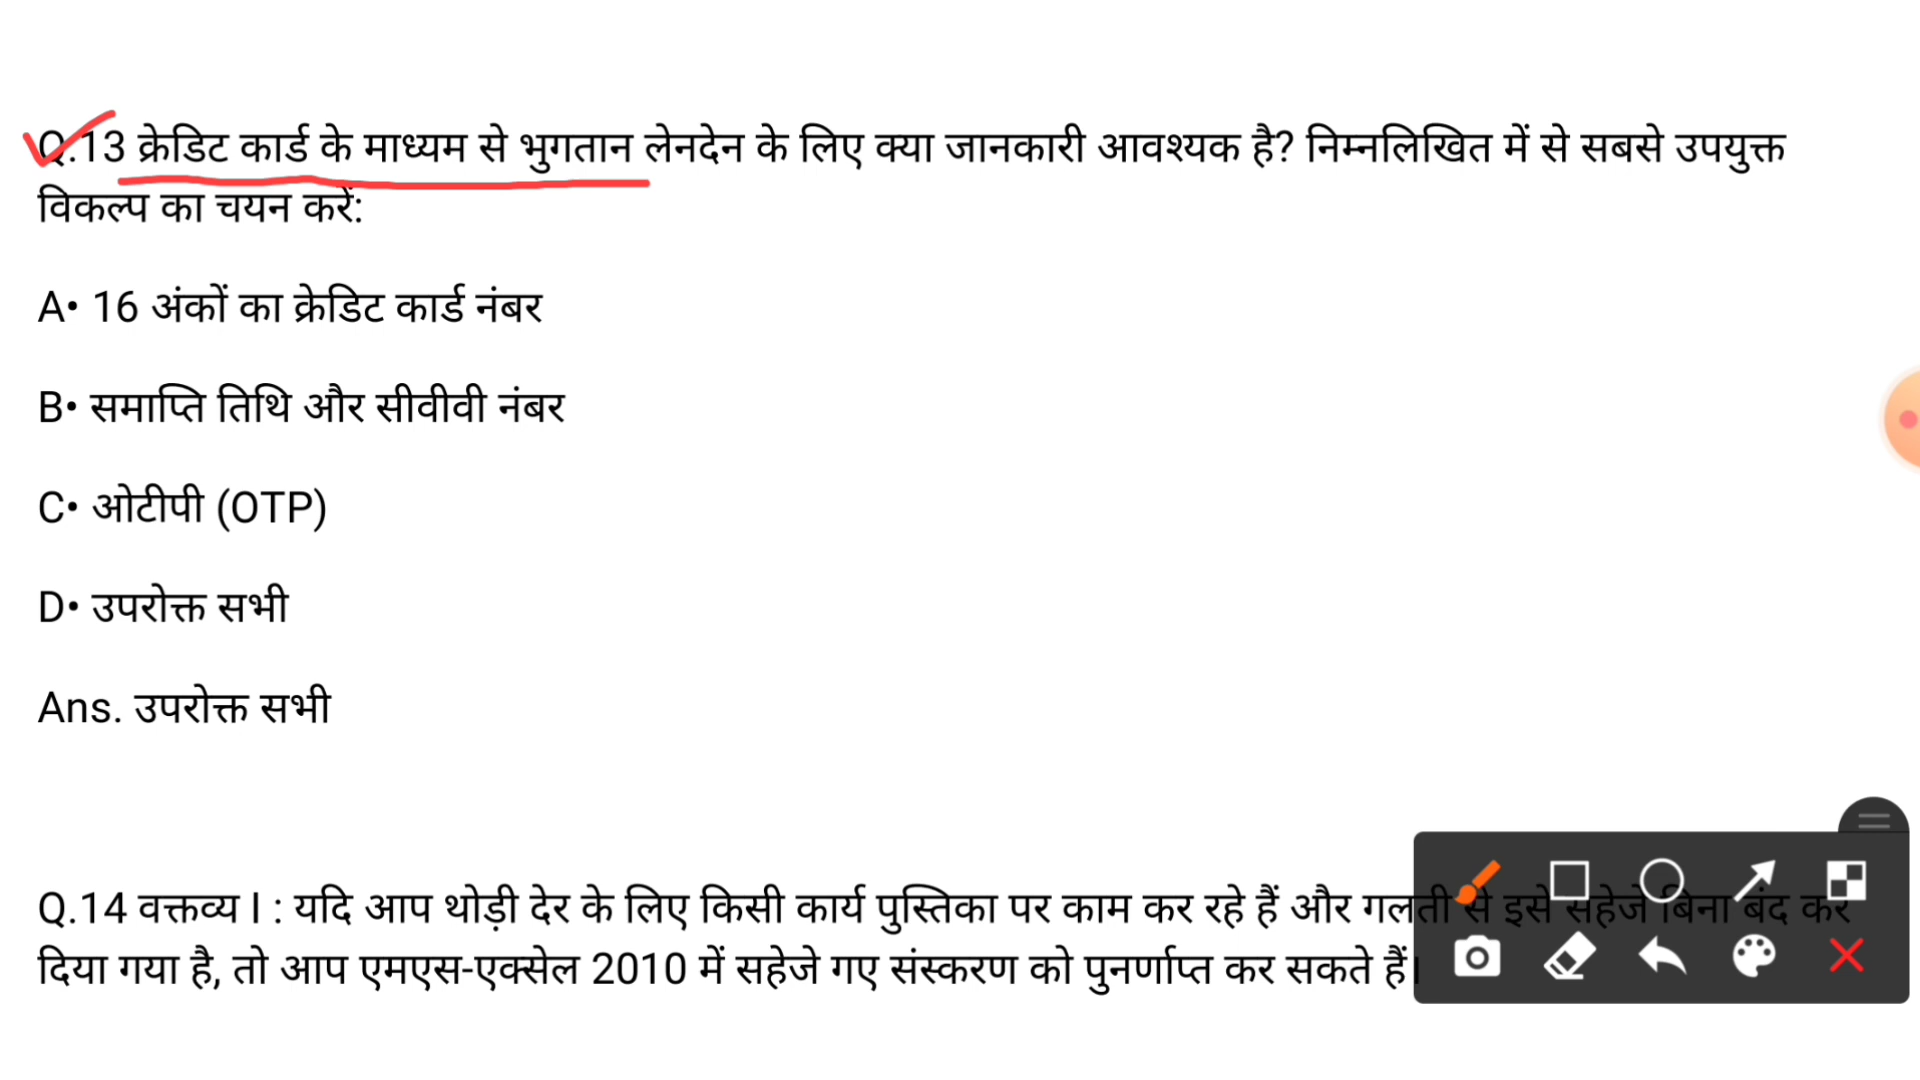 Q.13 क्रेडिट कार्ड के माध्यम से भुगतान लेनदेन के लिए क्या जानकारी आवश्यक है? निम्नलिखित में से सबसे उपयुक्त
विकल्प का चयन करें:
A• 16 अंकों का क्रेडिट कार्ड नंबर
B• समाप्ति तिथि और सीवीवी नंबर
C• ओटीपी (OTP)
D• उपरोक्त सभी
Ans. उपरोक्त सभी
Q.14 वक्तव्य I : यदि आप थोड़ी देर के लिए किसी कार्य पुस्तिका पर काम कर रहे हैं और गलती से इसे सहेजे बिना बंद कर
दिया गया है, तो आप एमएस-एक्सेल 2010 में सहेजे गए संस्करण को पुनर्णाप्त कर सकते हैं।